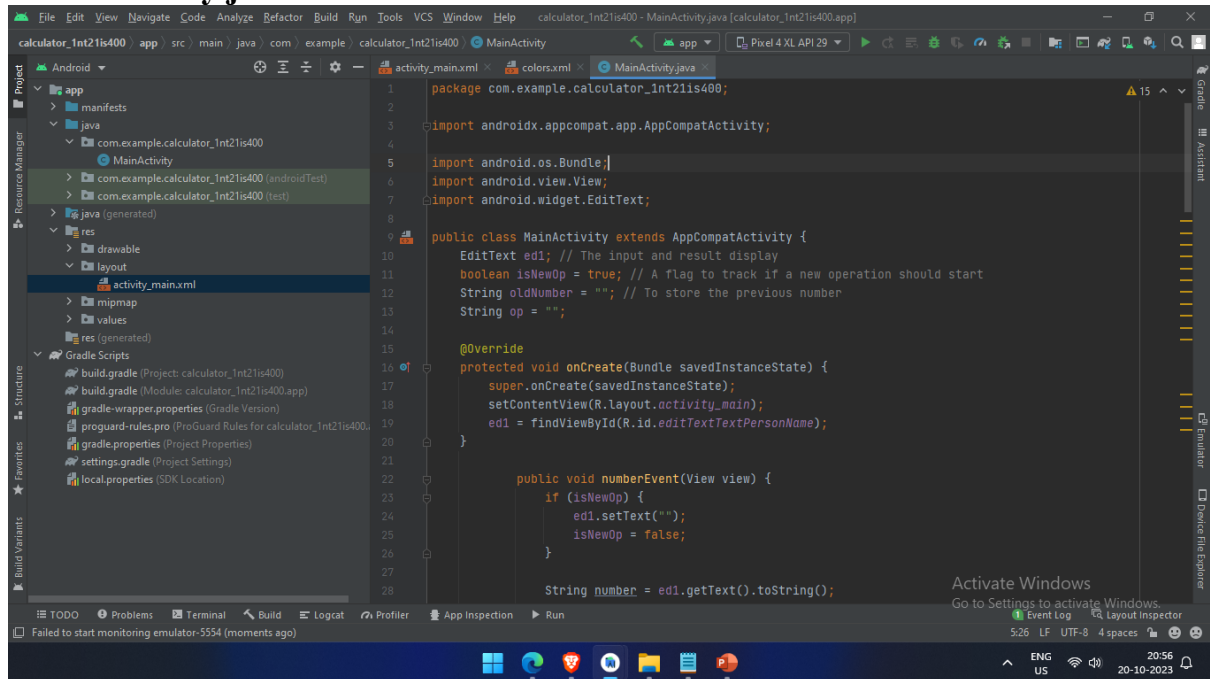 File Edit View Navigate Code Analyze Refactor Build Run Tools VCS Window Help calculator_1nt21is400 - MainActivity.java [calculator_1nt21is400.app]
calculator_1nt21is400 app src main java com example calculator_1nt21is400 MainActivity app Pixel 4 XL API 29
Android
activity_main.xml colors.xml MainActivity.java
Project
Resource Manager
Structure
Favorites
Build Variants
app
manifests
java
com.example.calculator_1nt21is400
MainActivity
com.example.calculator_1nt21is400 (androidTest)
com.example.calculator_1nt21is400 (test)
java (generated)
res
drawable
layout
activity_main.xml
mipmap
values
res (generated)
Gradle Scripts
build.gradle (Project: calculator_1nt21is400)
build.gradle (Module: calculator_1nt21is400.app)
gradle-wrapper.properties (Gradle Version)
proguard-rules.pro (ProGuard Rules for calculator_1nt21is400.
gradle.properties (Project Properties)
settings.gradle (Project Settings)
local.properties (SDK Location)
1 package com.example.calculator_1nt21is400;
2
3 import androidx.appcompat.app.AppCompatActivity;
4
5 import android.os.Bundle;
6 import android.view.View;
7 import android.widget.EditText;
8
9 public class MainActivity extends AppCompatActivity {
10 EditText ed1; // The input and result display
11 boolean isNewOp = true; // A flag to track if a new operation should start
12 String oldNumber = ""; // To store the previous number
13 String op = "";
14
15 @Override
16 protected void onCreate(Bundle savedInstanceState) {
17 super.onCreate(savedInstanceState);
18 setContentView(R.layout.activity_main);
19 ed1 = findViewById(R.id.editTextTextPersonName);
20 }
21
22 public void numberEvent(View view) {
23 if (isNewOp) {
24 ed1.setText("");
25 isNewOp = false;
26 }
27
28 String number = ed1.getText().toString();
15
Gradle
Assistant
Emulator
Device File Explorer
Activate Windows
Go to Settings to activate Windows.
TODO Problems Terminal Build Logcat Profiler App Inspection Run 1 Event Log Layout Inspector
Failed to start monitoring emulator-5554 (moments ago) 5:26 LF UTF-8 4 spaces
ENG 20:56
US 20-10-2023